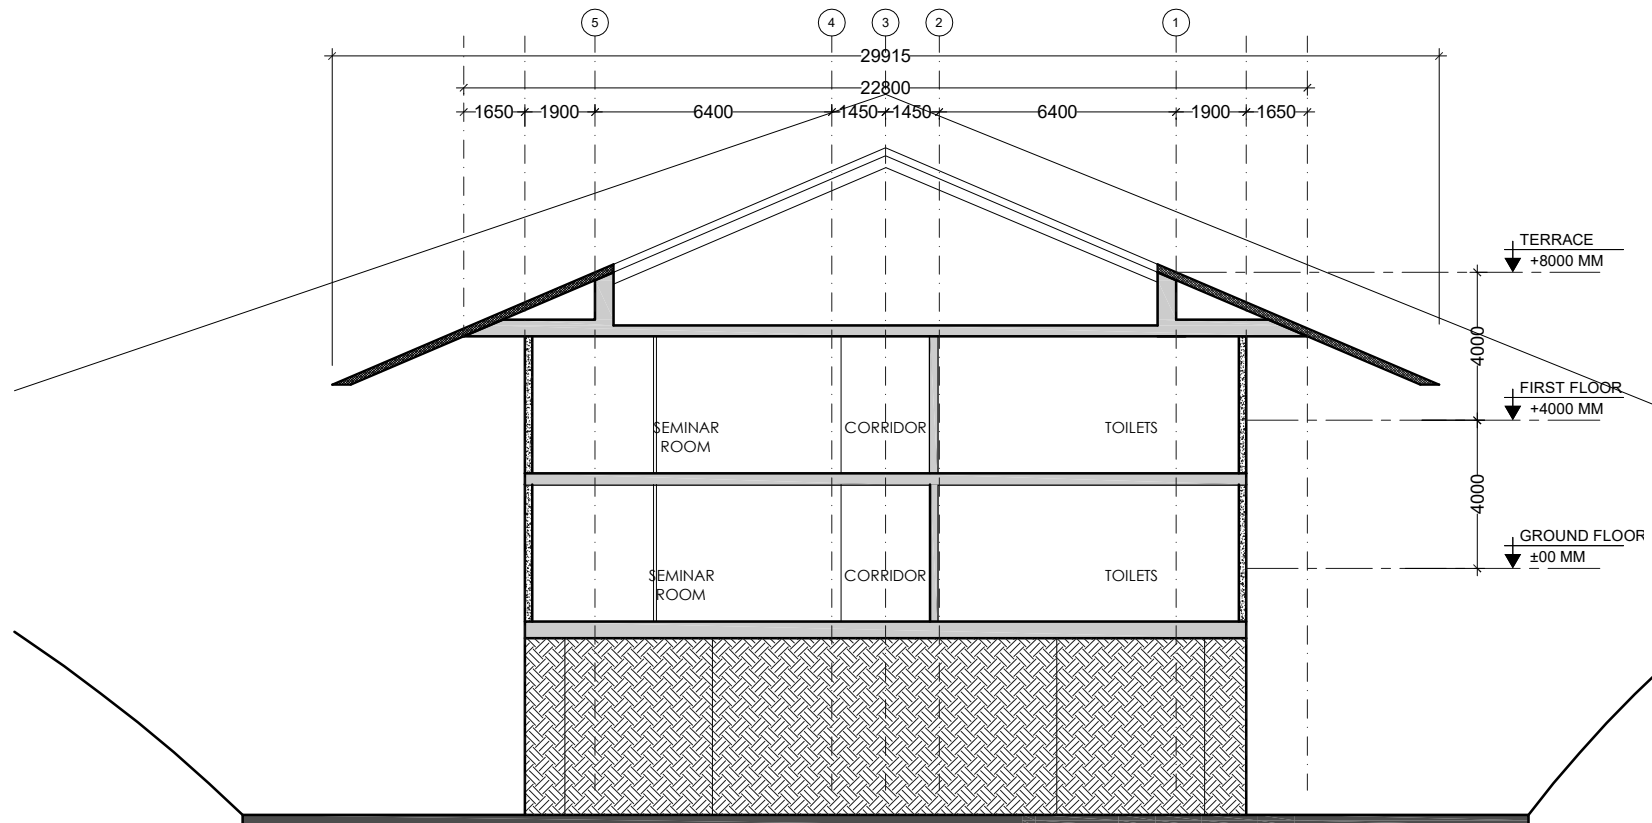 5 4 3 2 1
29915
22800
1650 1900 6400 1450 1450 6400 1900 1650
TERRACE
+8000 MM
4000
FIRST FLOOR
+4000 MM
SEMINAR
ROOM
CORRIDOR
TOILETS
4000
GROUND FLOOR
±00 MM
SEMINAR
ROOM
CORRIDOR
TOILETS